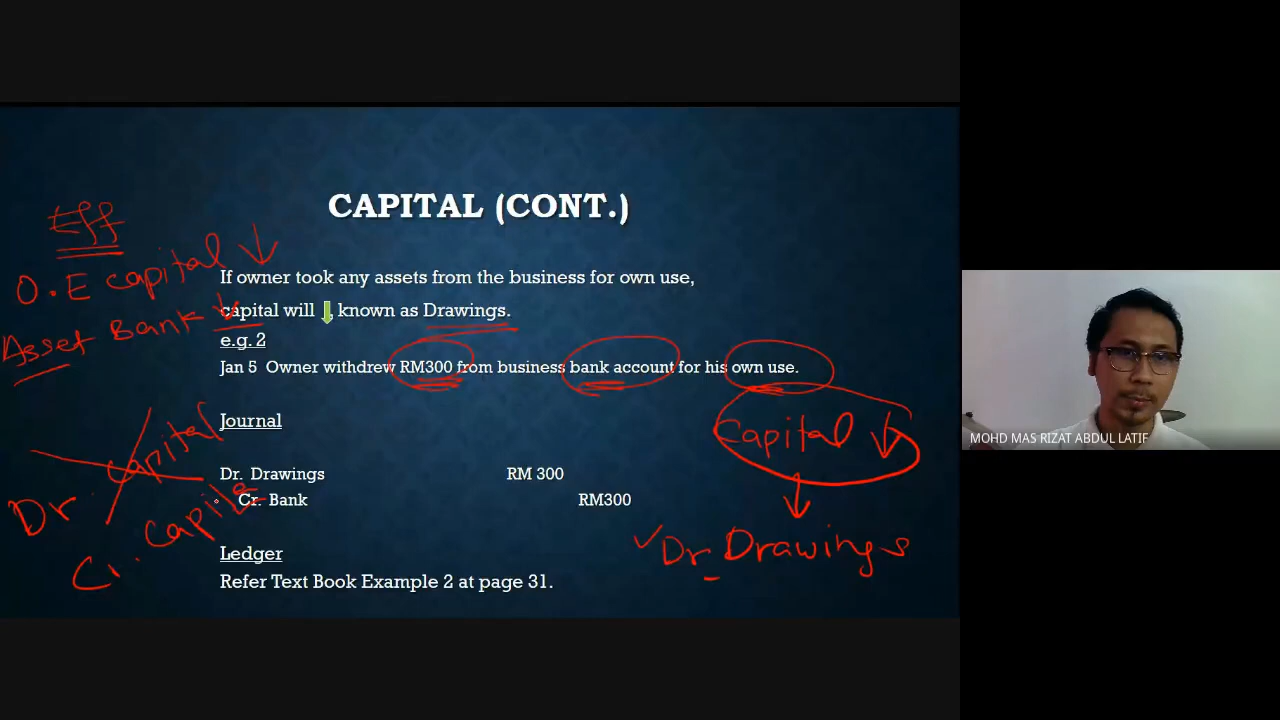 CAPITAL (CONT.)
Eff
O.E Capital ↓
Asset Bank ↓
If owner took any assets from the business for own use,
capital will ↓, known as Drawings.
e.g. 2
Jan 5 Owner withdrew RM300 from business bank account for his own use.
Capital ↓
Journal
Dr. Capital
Dr. Drawings RM 300
Cr. Bank RM300
Cr.
✓Dr Drawings
Ledger
Refer Text Book Example 2 at page 31.
MOHD MAS RIZAT ABDUL LATIF